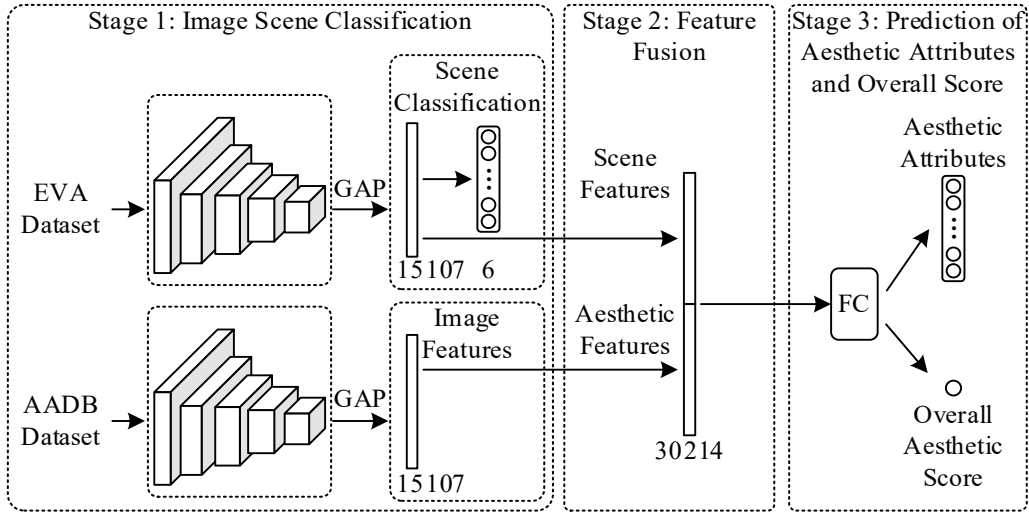 Stage 1: Image Scene Classification
EVA
Dataset
GAP
Scene
Classification
15107 6
AADB
Dataset
GAP
Image
Features
15107
Stage 2: Feature
Fusion
Scene
Features
Aesthetic
Features
30214
Stage 3: Prediction of
Aesthetic Attributes
and Overall Score
Aesthetic
Attributes
FC
Overall
Aesthetic
Score